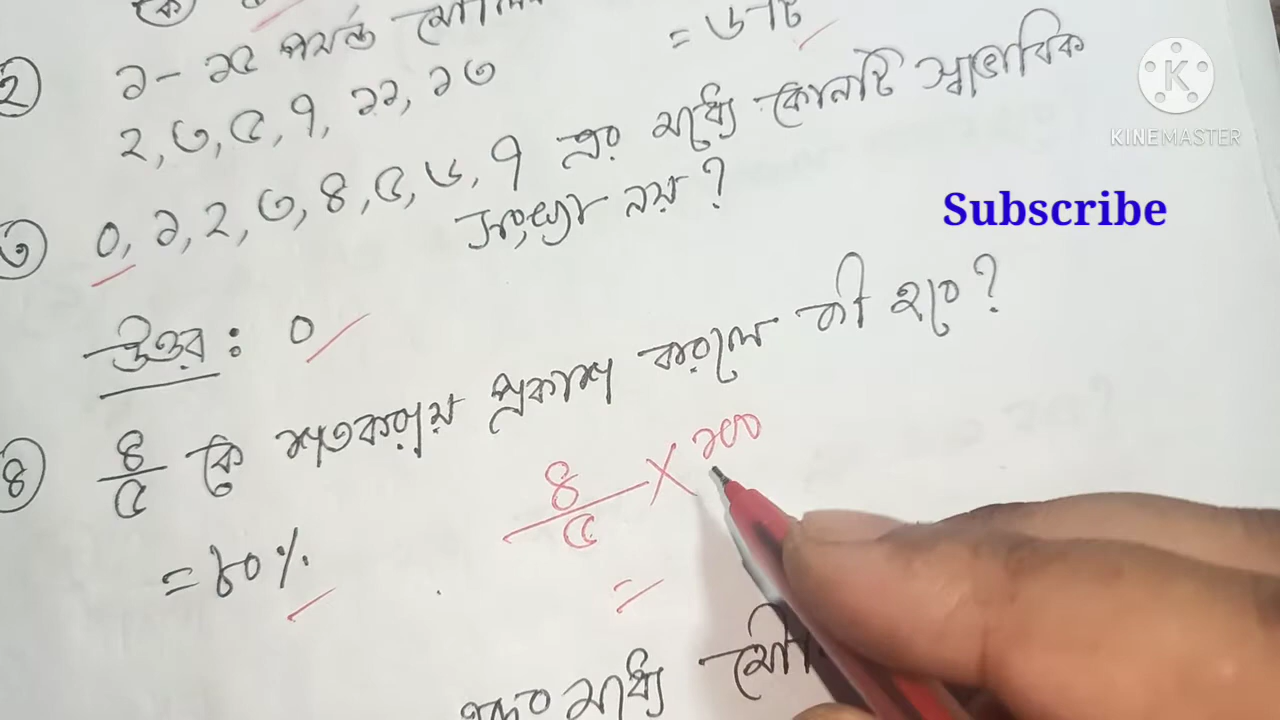 ক
২ ১ - ১৫ পর্যন্ত মৌলি
= ৬টি
২, ৩, ৫, ৭, ১১, ১৩
৩ ০, ১, ২, ৩, ৪, ৫, ৬, ৭ এর মধ্যে কোনটি স্বাভাবিক
সংখ্যা নয় ?
উত্তর : ০
৪ ৪/৫ কে শতকরায় প্রকাশ করলে কী হবে ?
৪/৫ × ১০০
= ৮০%
=
মধ্যে মৌ
KINEMASTER
Subscribe